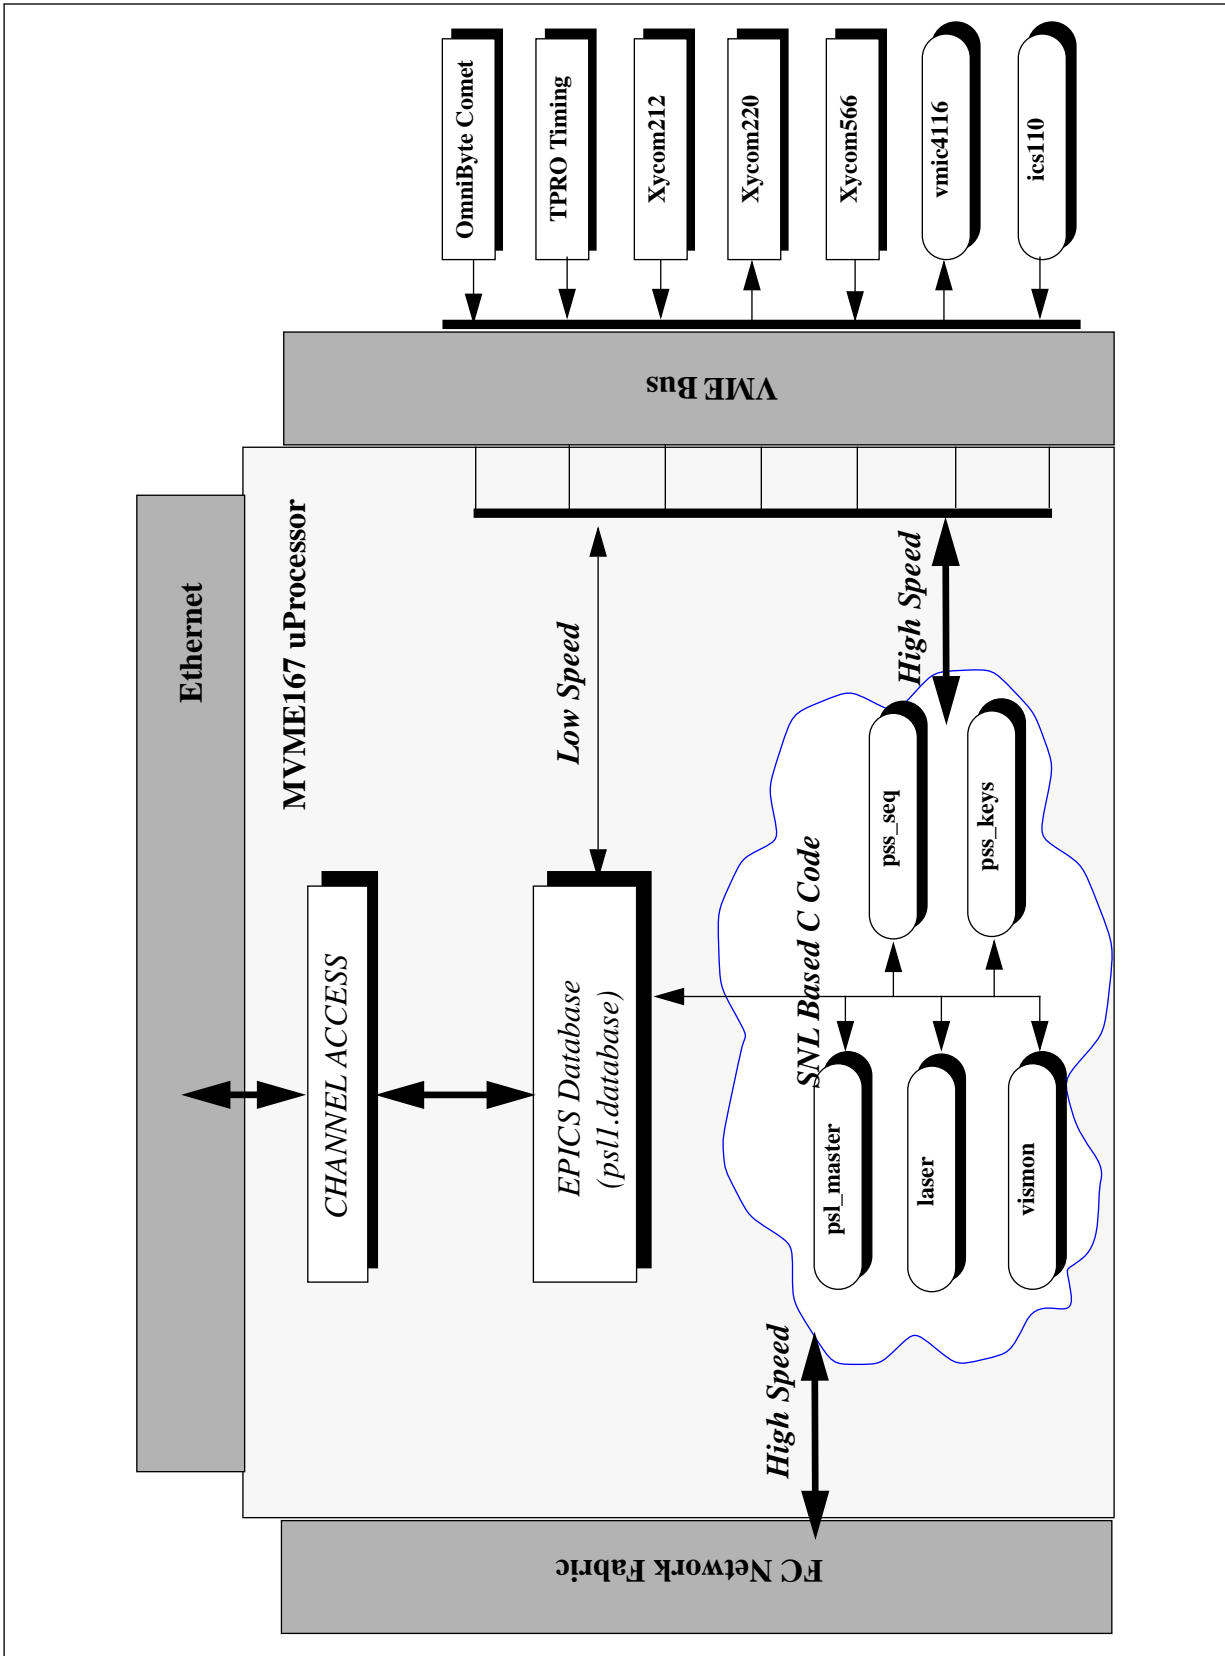 Ethernet
MVME167 uProcessor
CHANNEL ACCESS
EPICS Database
(psl1.database)
Low Speed
SNL Based C Code
psl_master
laser
vismon
pss_seq
pss_keys
High Speed
High Speed
FC Network Fabric
VME Bus
OmniByte Comet
TPRO Timing
Xycom212
Xycom220
Xycom566
vmic4116
ics110